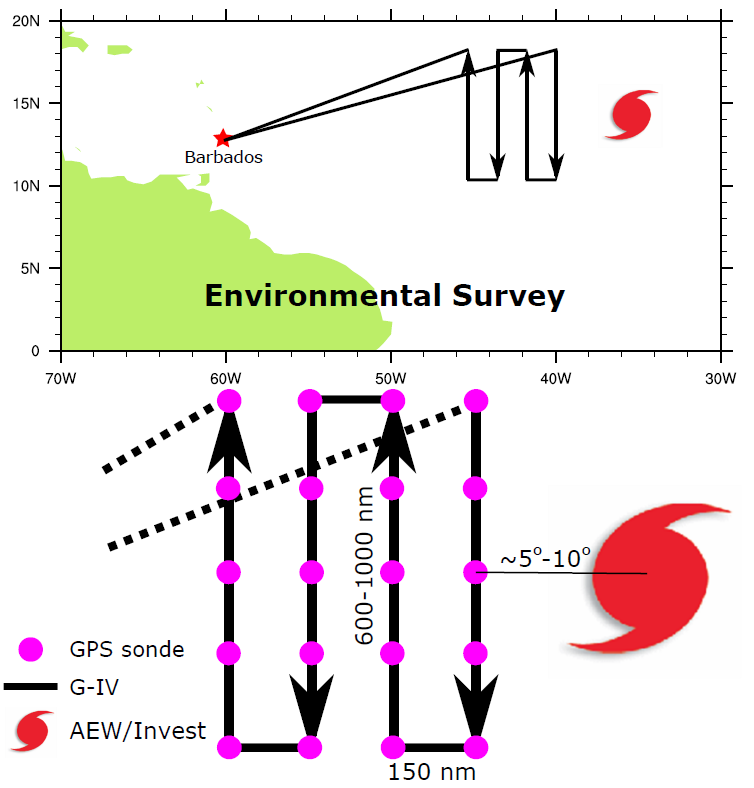 20N
15N
10N
5N
0
Barbados
Environmental Survey
70W 60W 50W 40W 30W
600-1000 nm
~5°-10°
GPS sonde
G-IV
AEW/Invest
150 nm